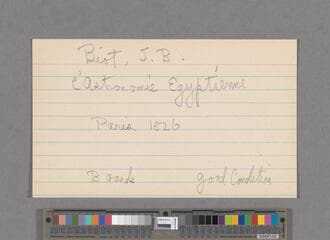 Biot, J. B.
L'Astronomie Egyptienne
Paris 1826
Boards good Condition